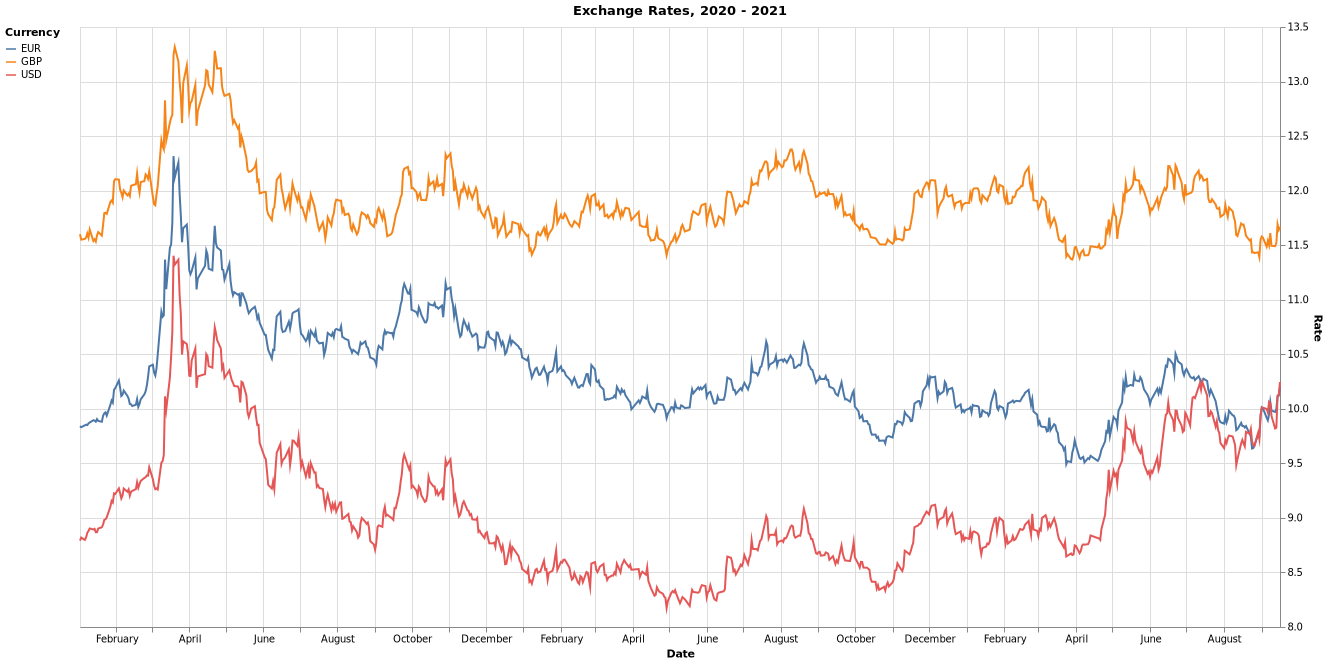 Exchange Rates, 2020 - 2021
Currency
EUR
GBP
USD
13.5
13.0
12.5
12.0
11.5
11.0
10.5
10.0
9.5
9.0
8.5
8.0
Rate
February April June August October December February April June August October December February April June August
Date